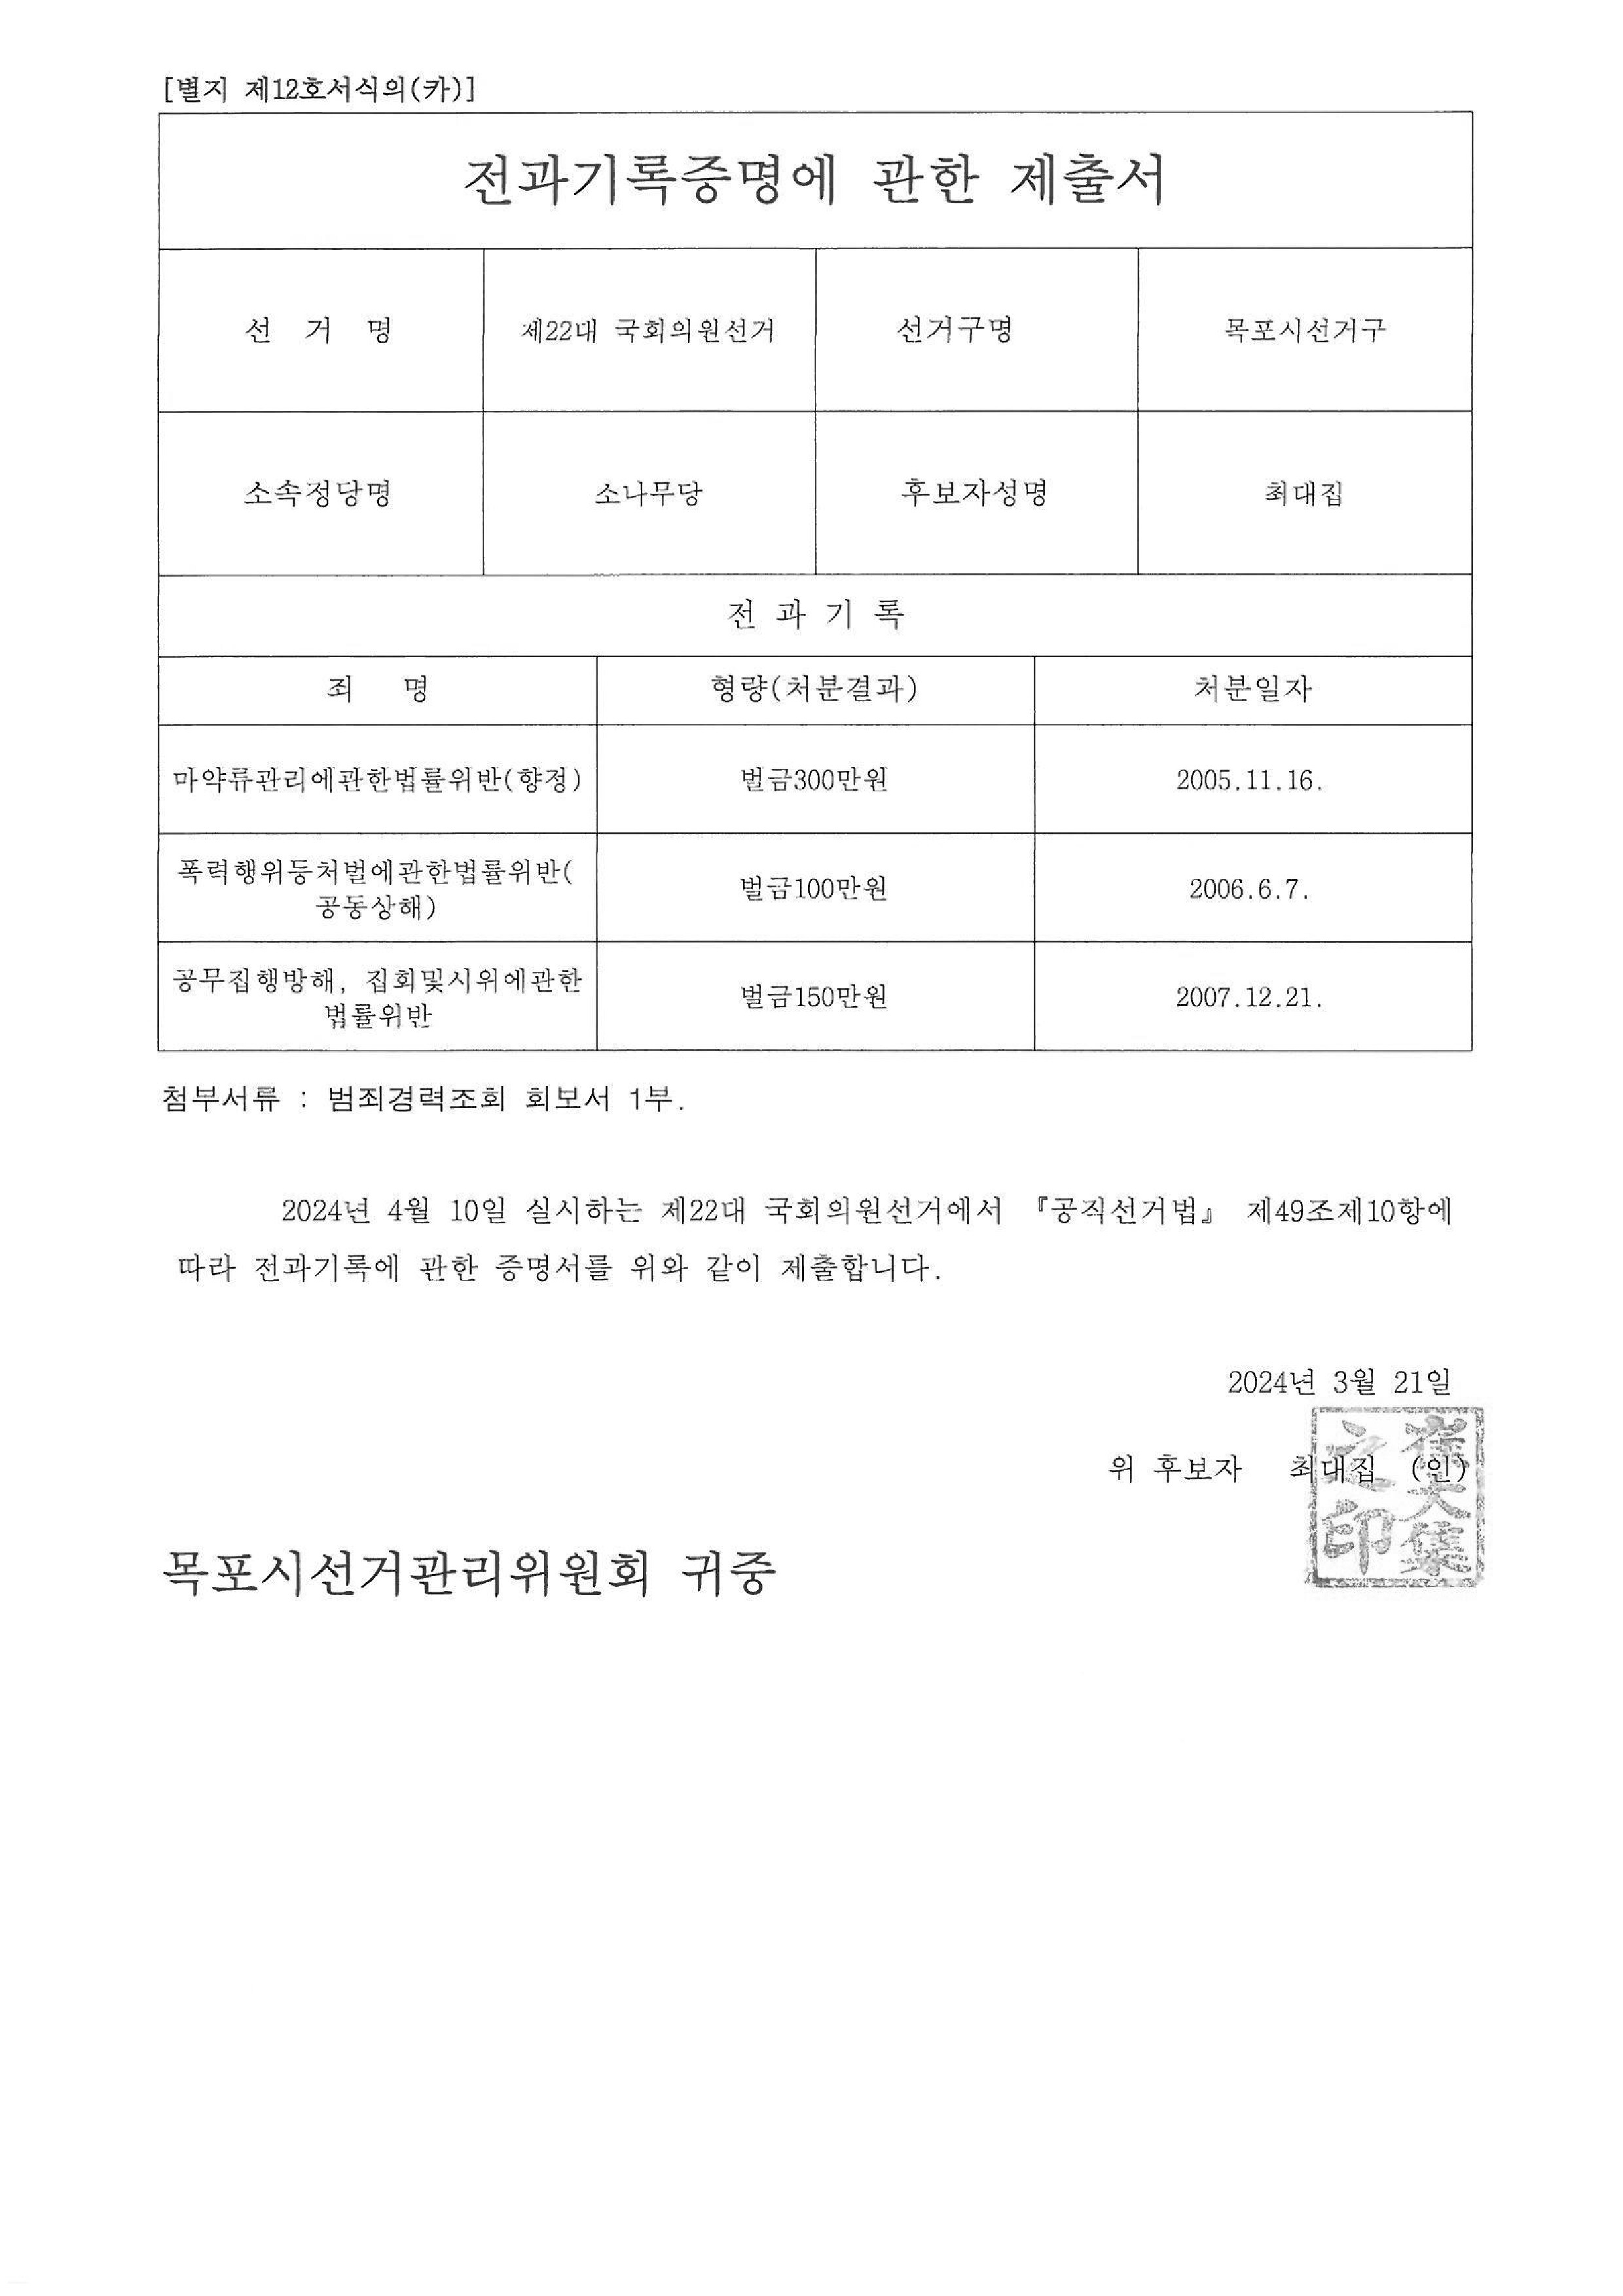 [별지 제12호서식의(카)]
전과기록증명에 관한 제출서
선 거 명 제22대 국회의원선거 선거구명 목포시선거구
소속정당명 소나무당 후보자성명 최대집
전 과 기 록
죄 명 형량(처분결과) 처분일자
마약류관리에관한법률위반(향정) 벌금300만원 2005.11.16.
폭력행위등처벌에관한법률위반(
공동상해) 벌금100만원 2006.6.7.
공무집행방해, 집회및시위에관한
법률위반 벌금150만원 2007.12.21.
첨부서류 : 범죄경력조회 회보서 1부.
2024년 4월 10일 실시하는 제22대 국회의원선거에서 『공직선거법』 제49조제10항에
따라 전과기록에 관한 증명서를 위와 같이 제출합니다.
2024년 3월 21일
위 후보자 최대집 (인)
崔大集
之印
목포시선거관리위원회 귀중